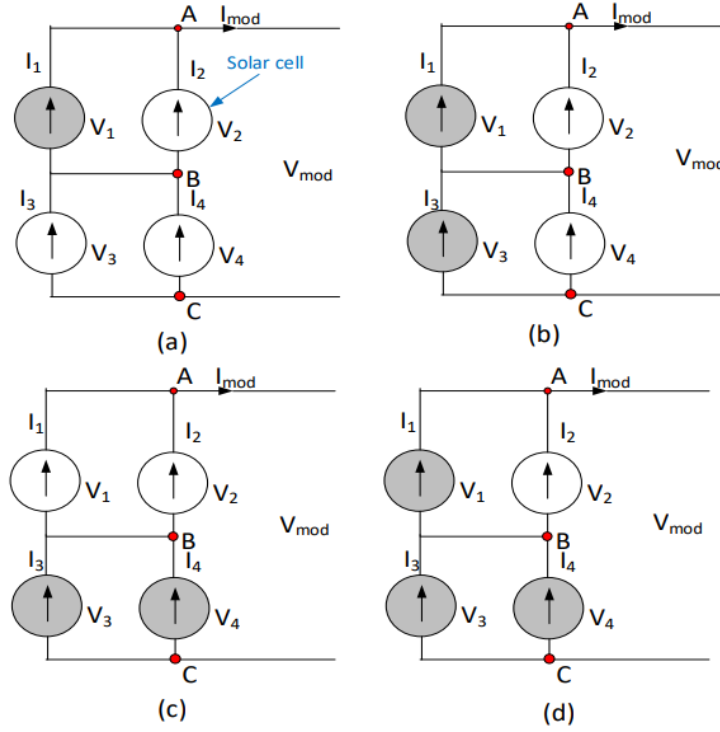 A I_mod
I_1 I_2 Solar cell
V_1 V_2
B V_mod
I_3 I_4
V_3 V_4
C
(a)
A I_mod
I_1 I_2
V_1 V_2
B V_mod
I_3 I_4
V_3 V_4
C
(b)
A I_mod
I_1 I_2
V_1 V_2
B V_mod
I_3 I_4
V_3 V_4
C
(c)
A I_mod
I_1 I_2
V_1 V_2
B V_mod
I_3 I_4
V_3 V_4
C
(d)